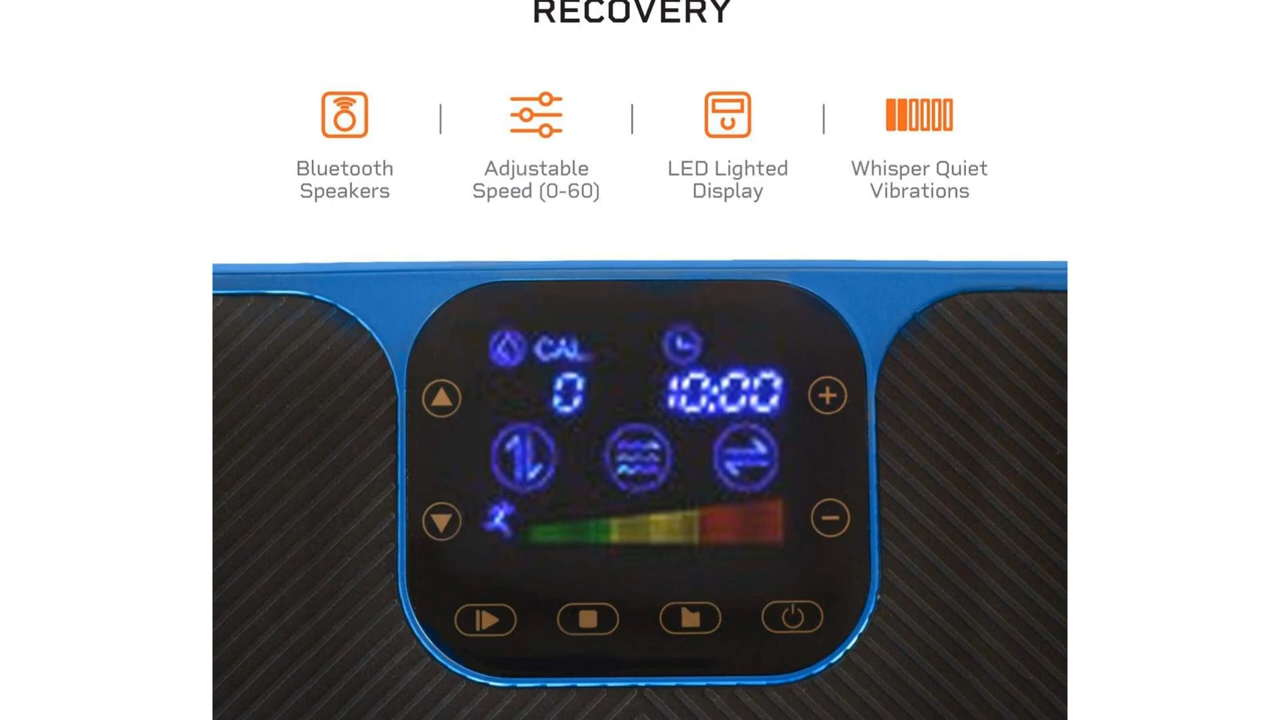 RECOVERY
Bluetooth
Speakers
Adjustable
Speed (0-60)
LED Lighted
Display
Whisper Quiet
Vibrations
CAL
0
10:00